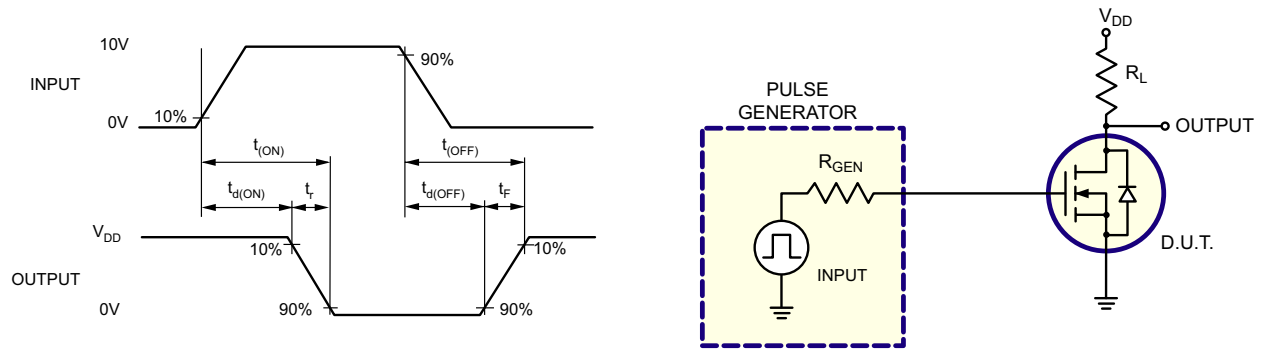 10V
90%
INPUT
10%
0V
t(ON)
t(OFF)
td(ON)
tr
td(OFF)
tF
VDD
10%
10%
OUTPUT
0V
90%
90%
VDD
RL
PULSE
GENERATOR
OUTPUT
RGEN
INPUT
D.U.T.